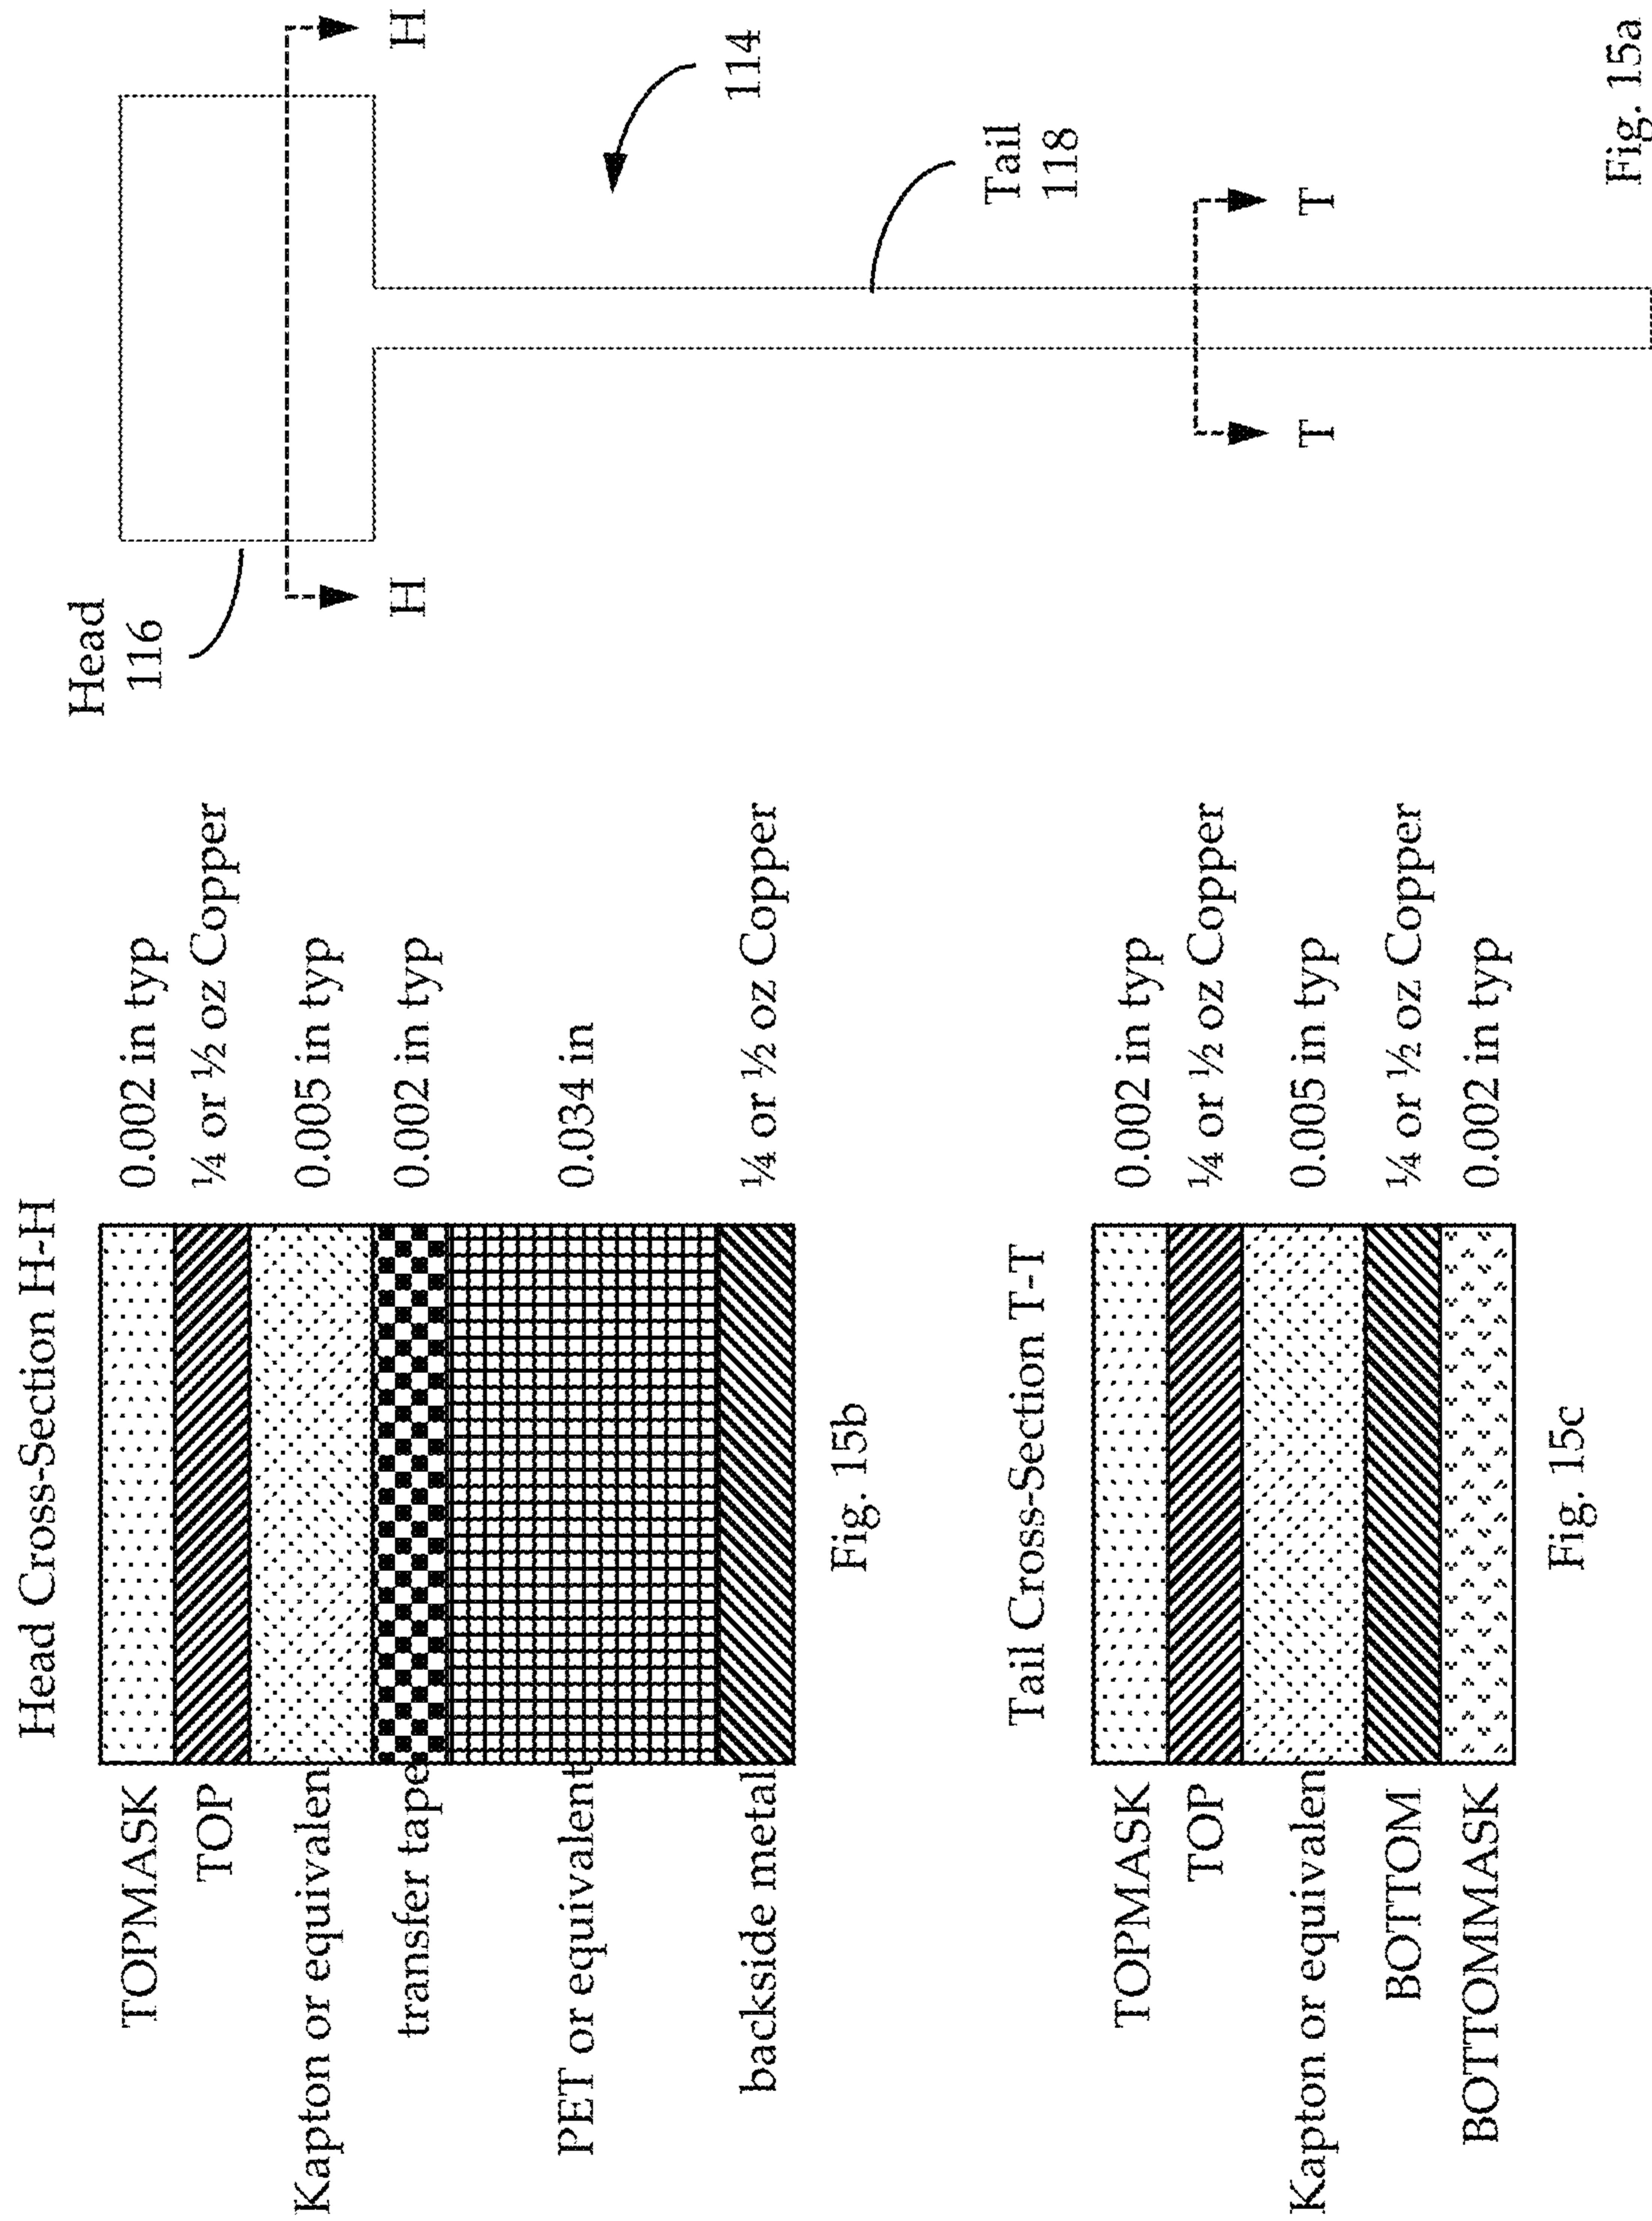 Head Cross-Section H-H
TOPMASK
0.002 in typ
TOP
¼ or ½ oz Copper
Kapton or equivalen
0.005 in typ
transfer tape
0.002 in typ
PET or equivalent
0.034 in
backside metal
¼ or ½ oz Copper
Fig. 15b
Tail Cross-Section T-T
TOPMASK
0.002 in typ
TOP
¼ or ½ oz Copper
Kapton or equivalen
0.005 in typ
BOTTOM
¼ or ½ oz Copper
BOTTOMMASK
0.002 in typ
Fig. 15c
Head
116
H
H
114
Tail
118
T
T
Fig. 15a